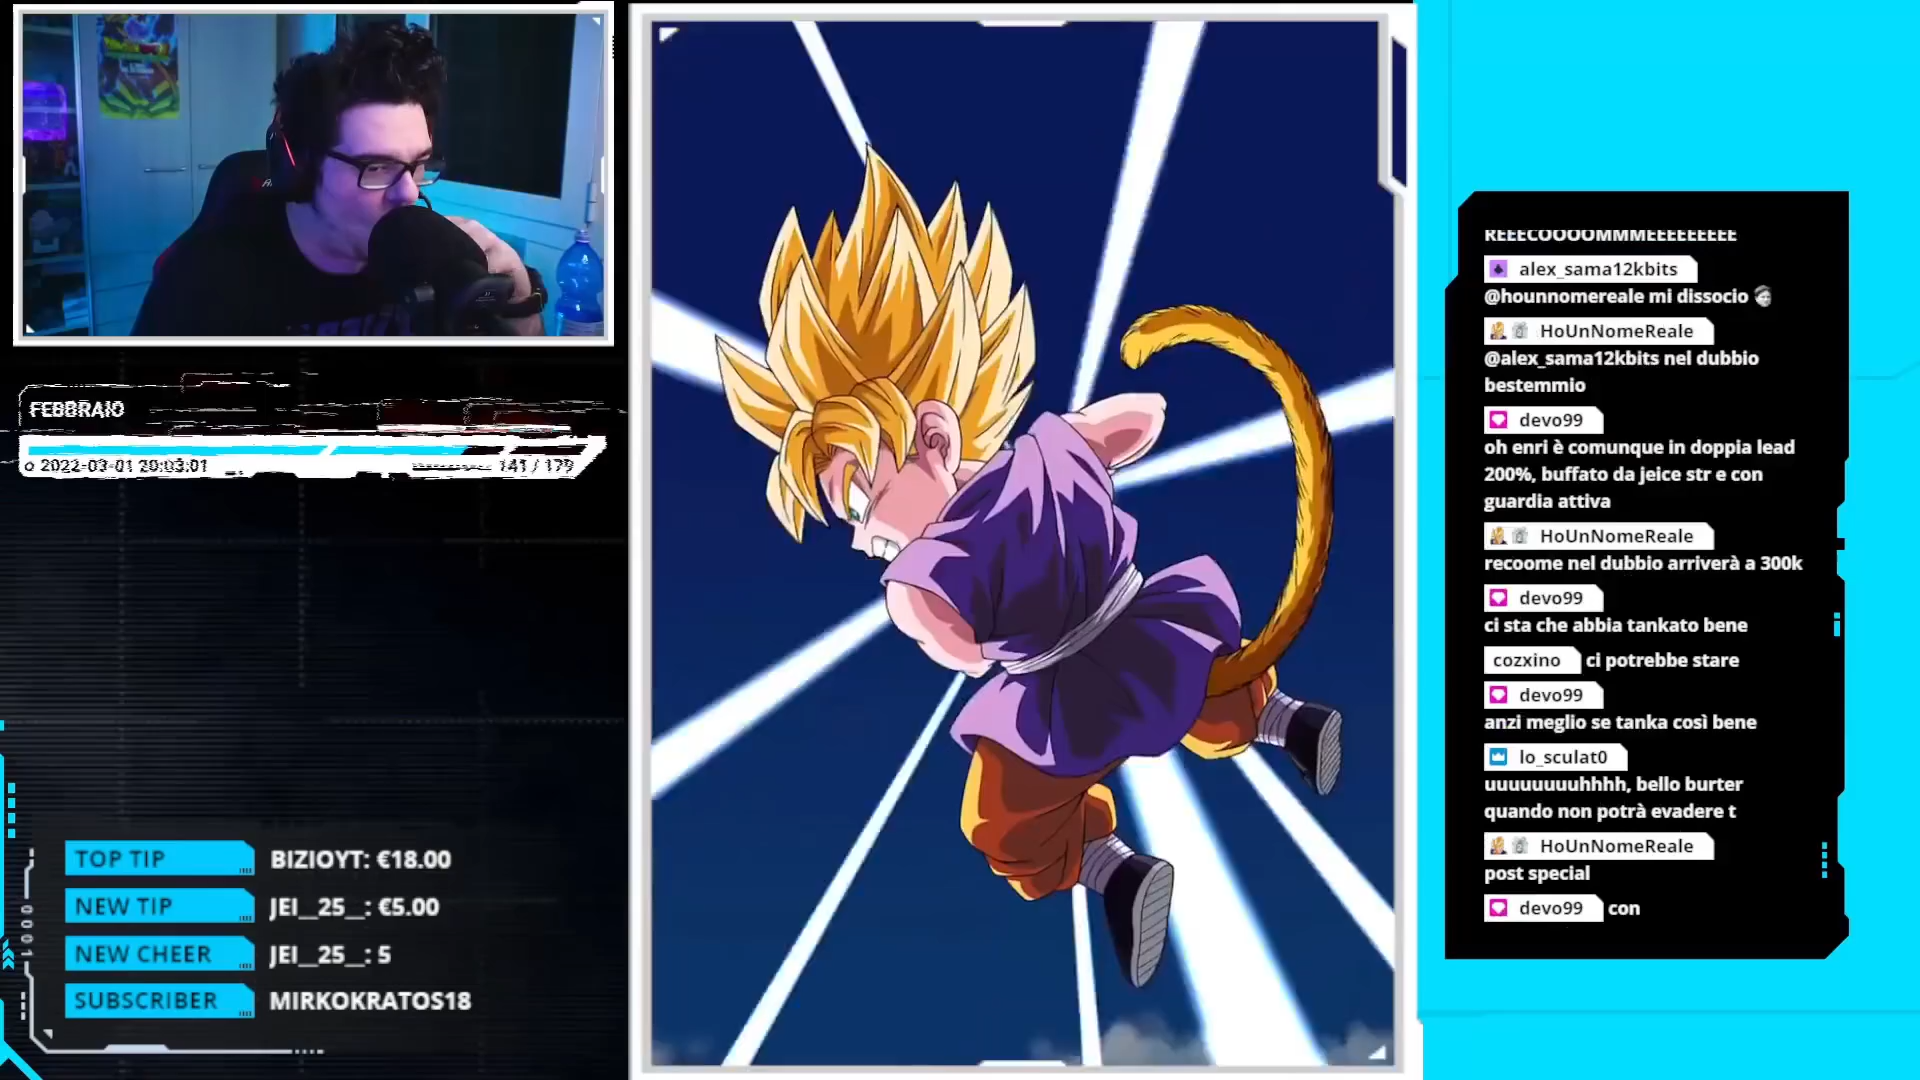 FEBBRAIO
2022-03-01 20:03:01
141 / 179
TOP TIP BIZIOYT: €18.00
NEW TIP JEI__25__: €5.00
NEW CHEER JEI__25__: 5
SUBSCRIBER MIRKOKRATOS18
0001
REEECOOOOMMMEEEEEEEEE
alex_sama12kbits
@hounnomereale mi dissocio
HoUnNomeReale
@alex_sama12kbits nel dubbio
bestemmio
devo99
oh enri è comunque in doppia lead
200%, buffato da jeice str e con
guardia attiva
HoUnNomeReale
recoome nel dubbio arriverà a 300k
devo99
ci sta che abbia tankato bene
cozxino ci potrebbe stare
devo99
anzi meglio se tanka così bene
lo_sculat0
uuuuuuuuhhhh, bello burter
quando non potrà evadere t
HoUnNomeReale
post special
devo99 con